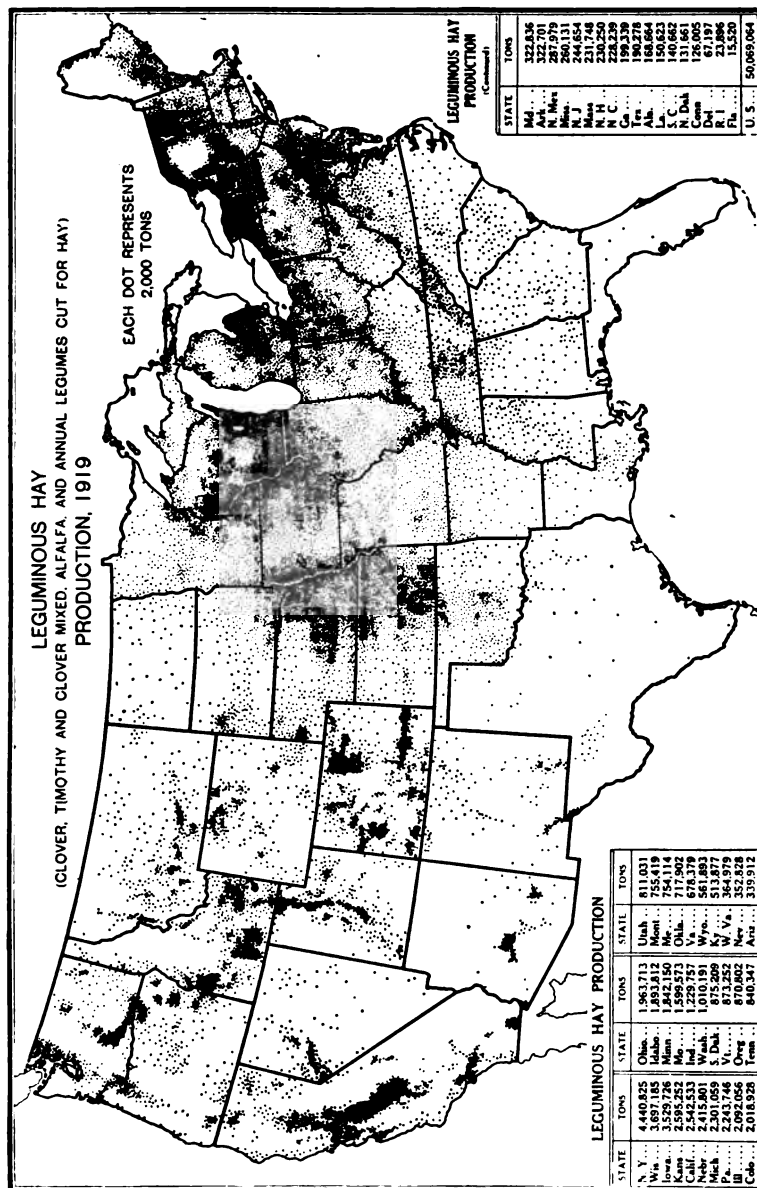 LEGUMINOUS HAY
(CLOVER, TIMOTHY AND CLOVER MIXED, ALFALFA, AND ANNUAL LEGUMES CUT FOR HAY)
PRODUCTION, 1919
EACH DOT REPRESENTS
2,000 TONS
LEGUMINOUS HAY PRODUCTION
STATE TONS STATE TONS STATE TONS
N. Y. 4,440,825 Ohio.. 1,963,713 Utah.. 811,031
Wis... 3,697,185 Idaho. 1,893,812 Mont. 755,419
Iowa.. 3,529,726 Minn. 1,842,150 Me... 754,114
Kans. 2,595,252 Mo... 1,599,573 Okla.. 717,902
Calif.. 2,542,533 Ind... 1,229,757 Va.... 678,379
Nebr. 2,415,801 Wash. 1,010,191 Wyo.. 561,893
Mich. 2,301,059 S. Dak. 875,209 Ky... 513,877
Pa.... 2,243,746 Vt.... 873,252 W. Va. 364,979
Ill.... 2,092,056 Oreg.. 870,802 Nev.. 352,828
Colo.. 2,018,928 Tenn. 840,347 Ariz.. 339,912
LEGUMINOUS HAY
PRODUCTION
(Continued)
STATE TONS
Md... 322,836
Ark... 322,701
N. Mex 287,979
Miss.. 260,131
N. J.. 244,654
Mass 231,748
N. H. 230,250
N. C.. 228,239
Ga... 199,339
Tex... 190,278
Ala... 168,664
La.... 150,623
S. C.. 140,662
N. Dak 131,661
Conn 126,005
Del... 67,197
R. I.. 23,896
Fla... 15,520
U. S.. 50,069,064